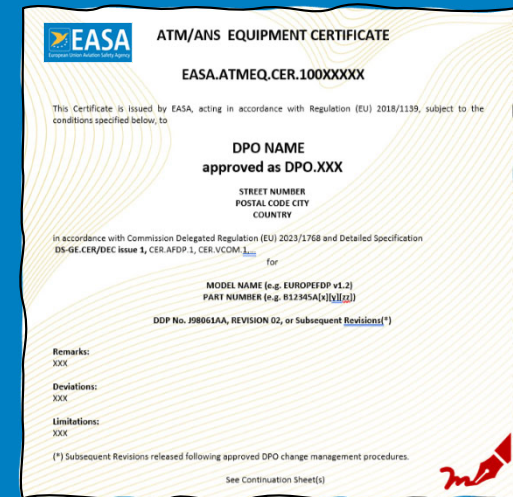 EASA
European Union Aviation Safety Agency
ATM/ANS EQUIPMENT CERTIFICATE
EASA.ATMEQ.CER.100XXXXX
This Certificate is issued by EASA, acting in accordance with Regulation (EU) 2018/1139, subject to the
conditions specified below, to
DPO NAME
approved as DPO.XXX
STREET NUMBER
POSTAL CODE CITY
COUNTRY
in accordance with Commission Delegated Regulation (EU) 2023/1768 and Detailed Specification
DS-GE.CER/DEC issue 1, CER.AFDP.1, CER.VCOM.1,...
for
MODEL NAME (e.g. EUROPEFDP v1.2)
PART NUMBER (e.g. B12345A[x][y][zz])
DDP No. J98061AA, REVISION 02, or Subsequent Revisions(*)
Remarks:
XXX
Deviations:
XXX
Limitations:
XXX
(*) Subsequent Revisions released following approved DPO change management procedures.
See Continuation Sheet(s)